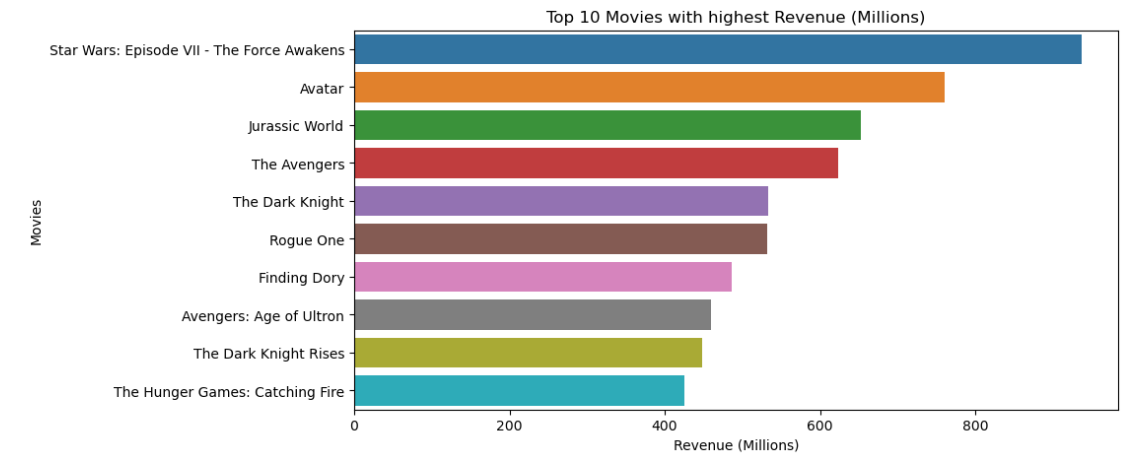 Top 10 Movies with highest Revenue (Millions)
Movies
Star Wars: Episode VII - The Force Awakens
Avatar
Jurassic World
The Avengers
The Dark Knight
Rogue One
Finding Dory
Avengers: Age of Ultron
The Dark Knight Rises
The Hunger Games: Catching Fire
0 200 400 600 800
Revenue (Millions)